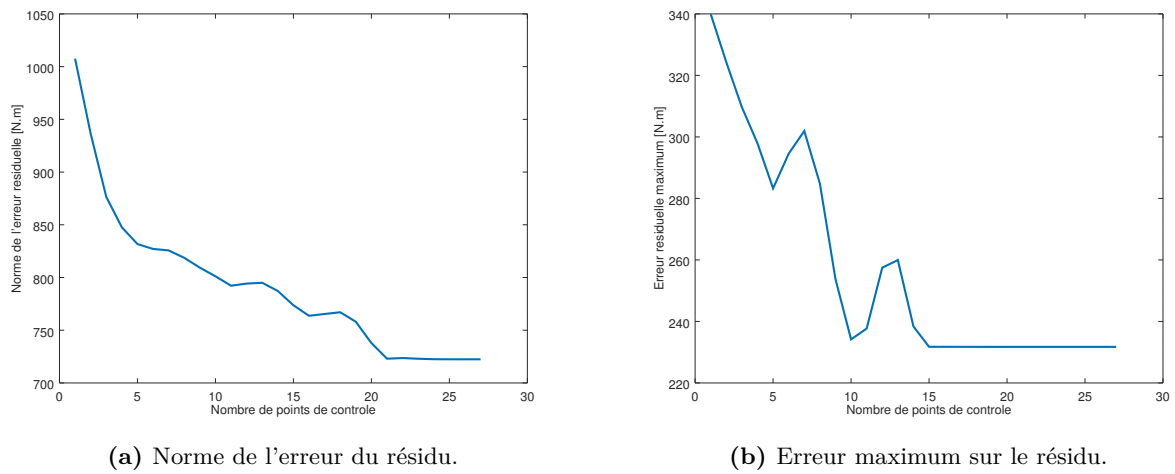 1050
1000
950
900
850
800
750
700
Norme de l'erreur residuelle [N.m]
0 5 10 15 20 25 30
Nombre de points de controle
(a) Norme de l'erreur du résidu.
340
320
300
280
260
240
220
Erreur residuelle maximum [N.m]
0 5 10 15 20 25 30
Nombre de points de controle
(b) Erreur maximum sur le résidu.